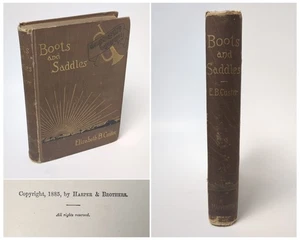 Boots
and
Saddles
Elizabeth B. Custer
Boots
and
Saddles
E.B. Custer
Copyright, 1885, by HARPER & BROTHERS.
All rights reserved.